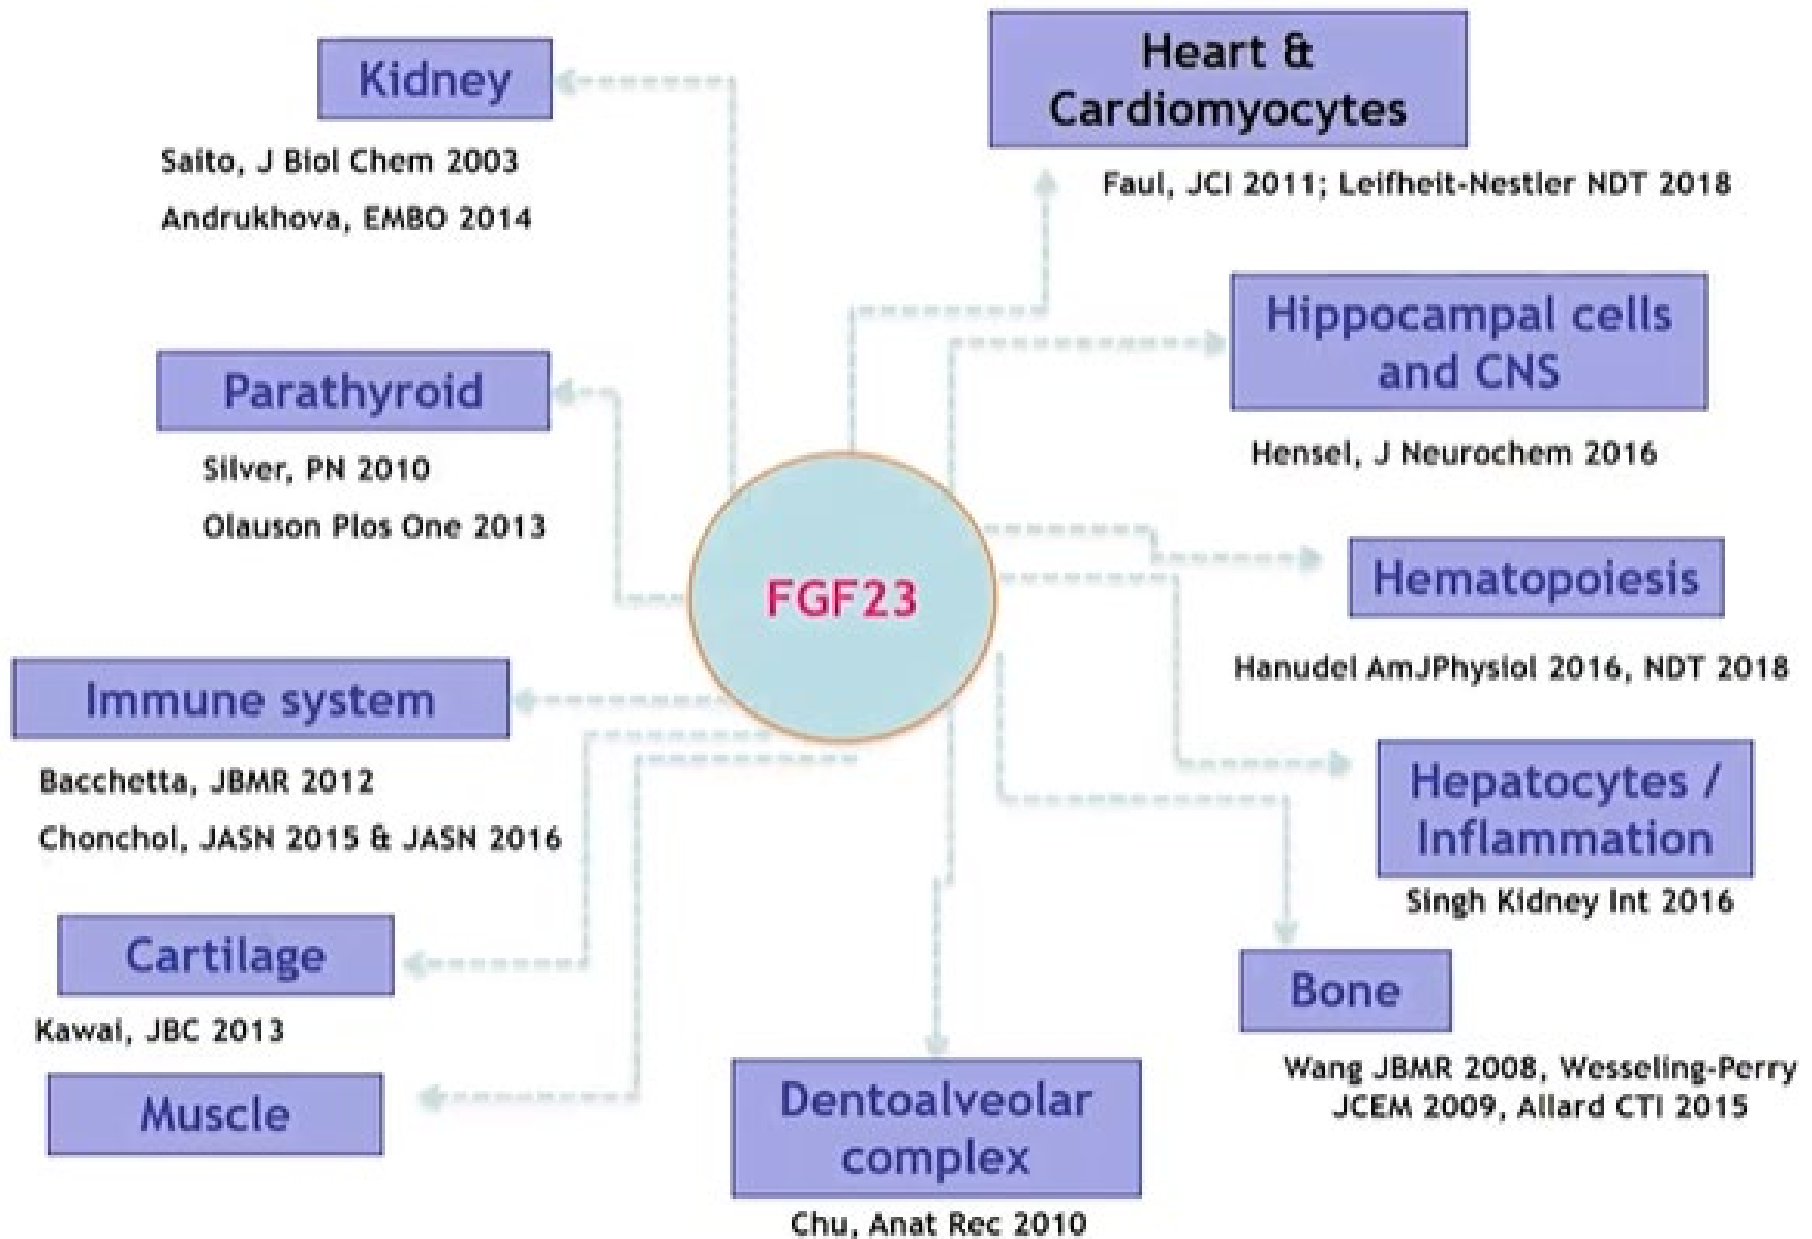 Kidney
Saito, J Biol Chem 2003
Andrukhova, EMBO 2014
Parathyroid
Silver, PN 2010
Olauson Plos One 2013
Immune system
Bacchetta, JBMR 2012
Chonchol, JASN 2015 & JASN 2016
Cartilage
Kawai, JBC 2013
Muscle
FGF23
Heart &
Cardiomyocytes
Faul, JCI 2011; Leifheit-Nestler NDT 2018
Hippocampal cells
and CNS
Hensel, J Neurochem 2016
Hematopoiesis
Hanudel AmJPhysiol 2016, NDT 2018
Hepatocytes /
Inflammation
Singh Kidney Int 2016
Bone
Wang JBMR 2008, Wesseling-Perry
JCEM 2009, Allard CTI 2015
Dentoalveolar
complex
Chu, Anat Rec 2010